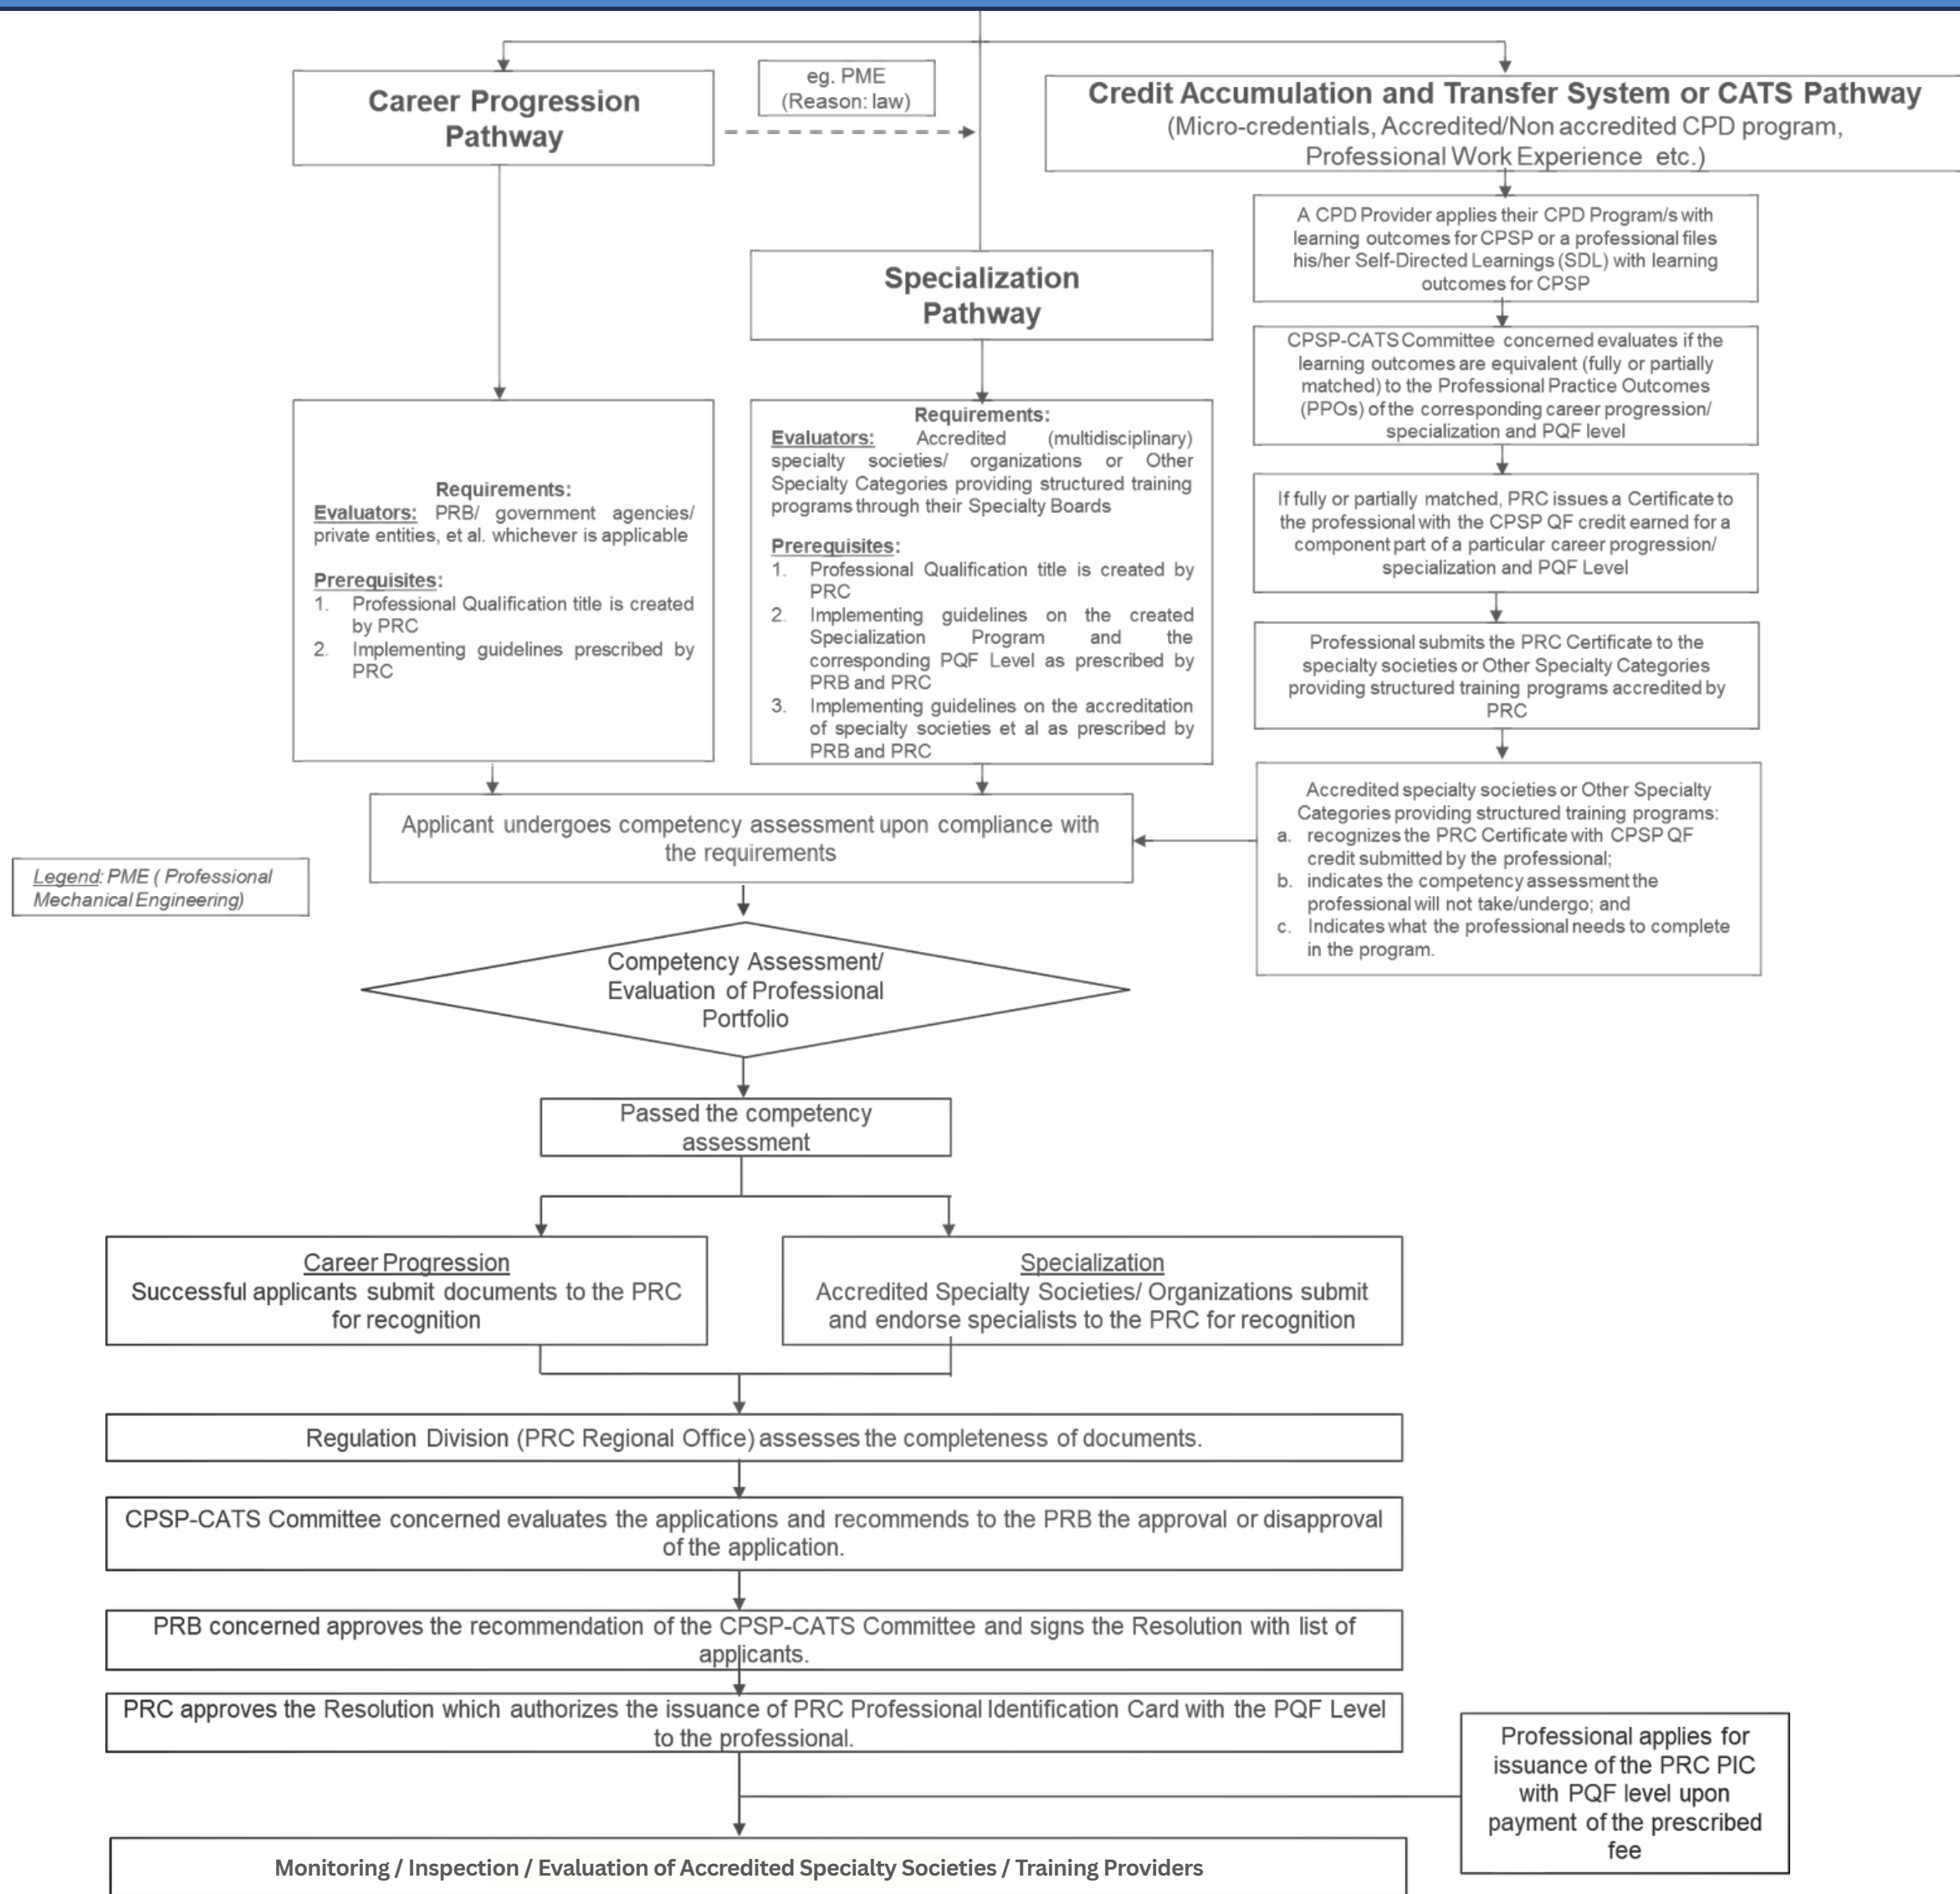 Career Progression
Pathway
eg. PME
(Reason: law)
Credit Accumulation and Transfer System or CATS Pathway
(Micro-credentials, Accredited/Non accredited CPD program,
Professional Work Experience etc.)
A CPD Provider applies their CPD Program/s with
learning outcomes for CPSP or a professional files
his/her Self-Directed Learnings (SDL) with learning
outcomes for CPSP
Specialization
Pathway
CPSP-CATS Committee concerned evaluates if the
learning outcomes are equivalent (fully or partially
matched) to the Professional Practice Outcomes
(PPOs) of the corresponding career progression/
specialization and PQF level
Requirements:
Evaluators: PRB/ government agencies/
private entities, et al. whichever is applicable
Prerequisites:
1. Professional Qualification title is created
by PRC
2. Implementing guidelines prescribed by
PRC
Requirements:
Evaluators: Accredited (multidisciplinary)
specialty societies/ organizations or Other
Specialty Categories providing structured training
programs through their Specialty Boards
Prerequisites:
1. Professional Qualification title is created by
PRC
2. Implementing guidelines on the created
Specialization Program and the
corresponding PQF Level as prescribed by
PRB and PRC
3. Implementing guidelines on the accreditation
of specialty societies et al as prescribed by
PRB and PRC
If fully or partially matched, PRC issues a Certificate to
the professional with the CPSP QF credit earned for a
component part of a particular career progression/
specialization and PQF Level
Professional submits the PRC Certificate to the
specialty societies or Other Specialty Categories
providing structured training programs accredited by
PRC
Accredited specialty societies or Other Specialty
Categories providing structured training programs:
a. recognizes the PRC Certificate with CPSP QF
credit submitted by the professional;
b. indicates the competency assessment the
professional will not take/undergo; and
c. Indicates what the professional needs to complete
in the program.
Applicant undergoes competency assessment upon compliance with
the requirements
Legend: PME ( Professional
Mechanical Engineering)
Competency Assessment/
Evaluation of Professional
Portfolio
Passed the competency
assessment
Career Progression
Successful applicants submit documents to the PRC
for recognition
Specialization
Accredited Specialty Societies/ Organizations submit
and endorse specialists to the PRC for recognition
Regulation Division (PRC Regional Office) assesses the completeness of documents.
CPSP-CATS Committee concerned evaluates the applications and recommends to the PRB the approval or disapproval
of the application.
PRB concerned approves the recommendation of the CPSP-CATS Committee and signs the Resolution with list of
applicants.
PRC approves the Resolution which authorizes the issuance of PRC Professional Identification Card with the PQF Level
to the professional.
Professional applies for
issuance of the PRC PIC
with PQF level upon
payment of the prescribed
fee
Monitoring / Inspection / Evaluation of Accredited Specialty Societies / Training Providers